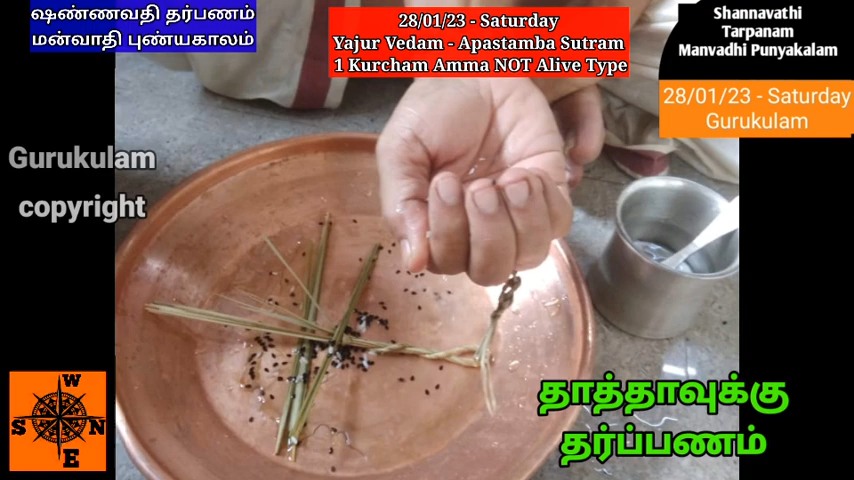 ஷண்ணவதி தர்பணம்
மன்வாதி புண்யகாலம்
28/01/23 - Saturday
Yajur Vedam - Apastamba Sutram
1 Kurcham Amma NOT Alive Type
Shannavathi
Tarpanam
Manvadhi Punyakalam
28/01/23 - Saturday
Gurukulam
Gurukulam
copyright
W
S N
E
தாத்தாவுக்கு
தர்ப்பணம்